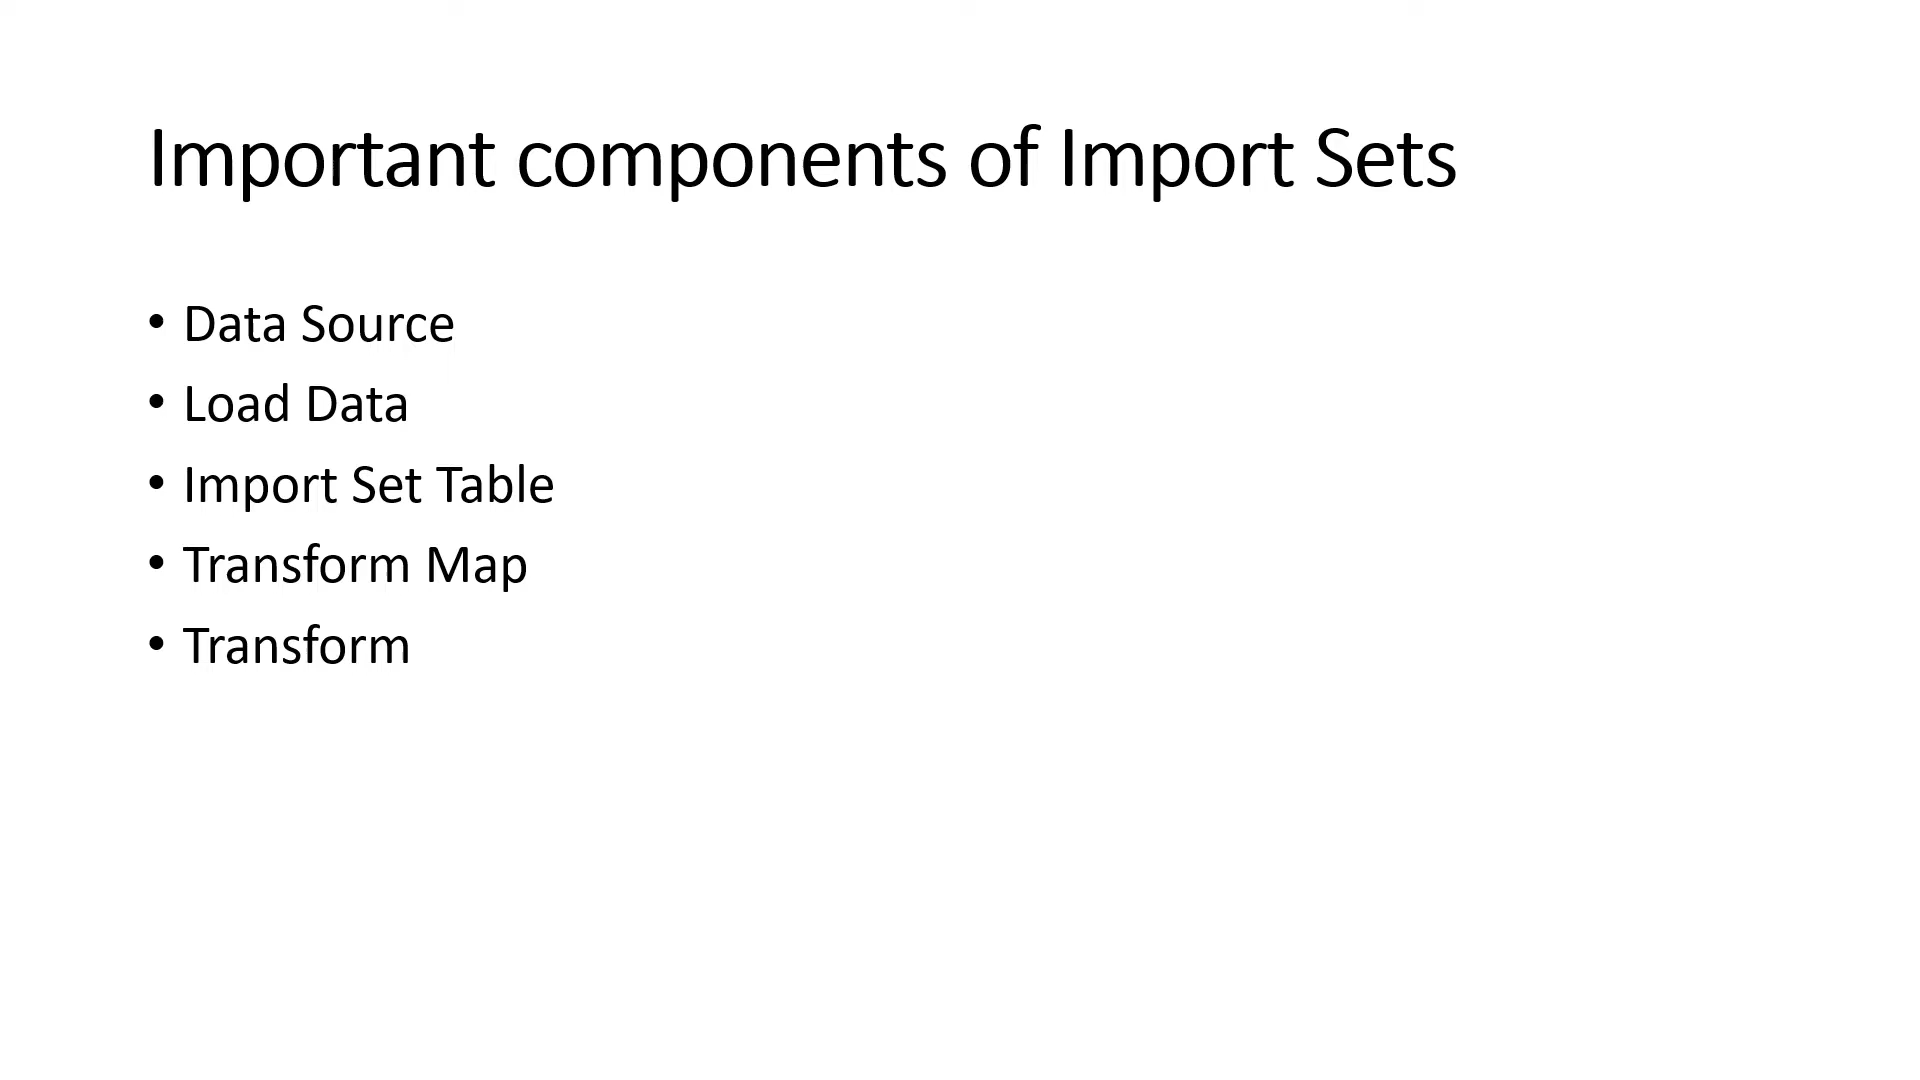 Important components of Import Sets
• Data Source
• Load Data
• Import Set Table
• Transform Map
• Transform